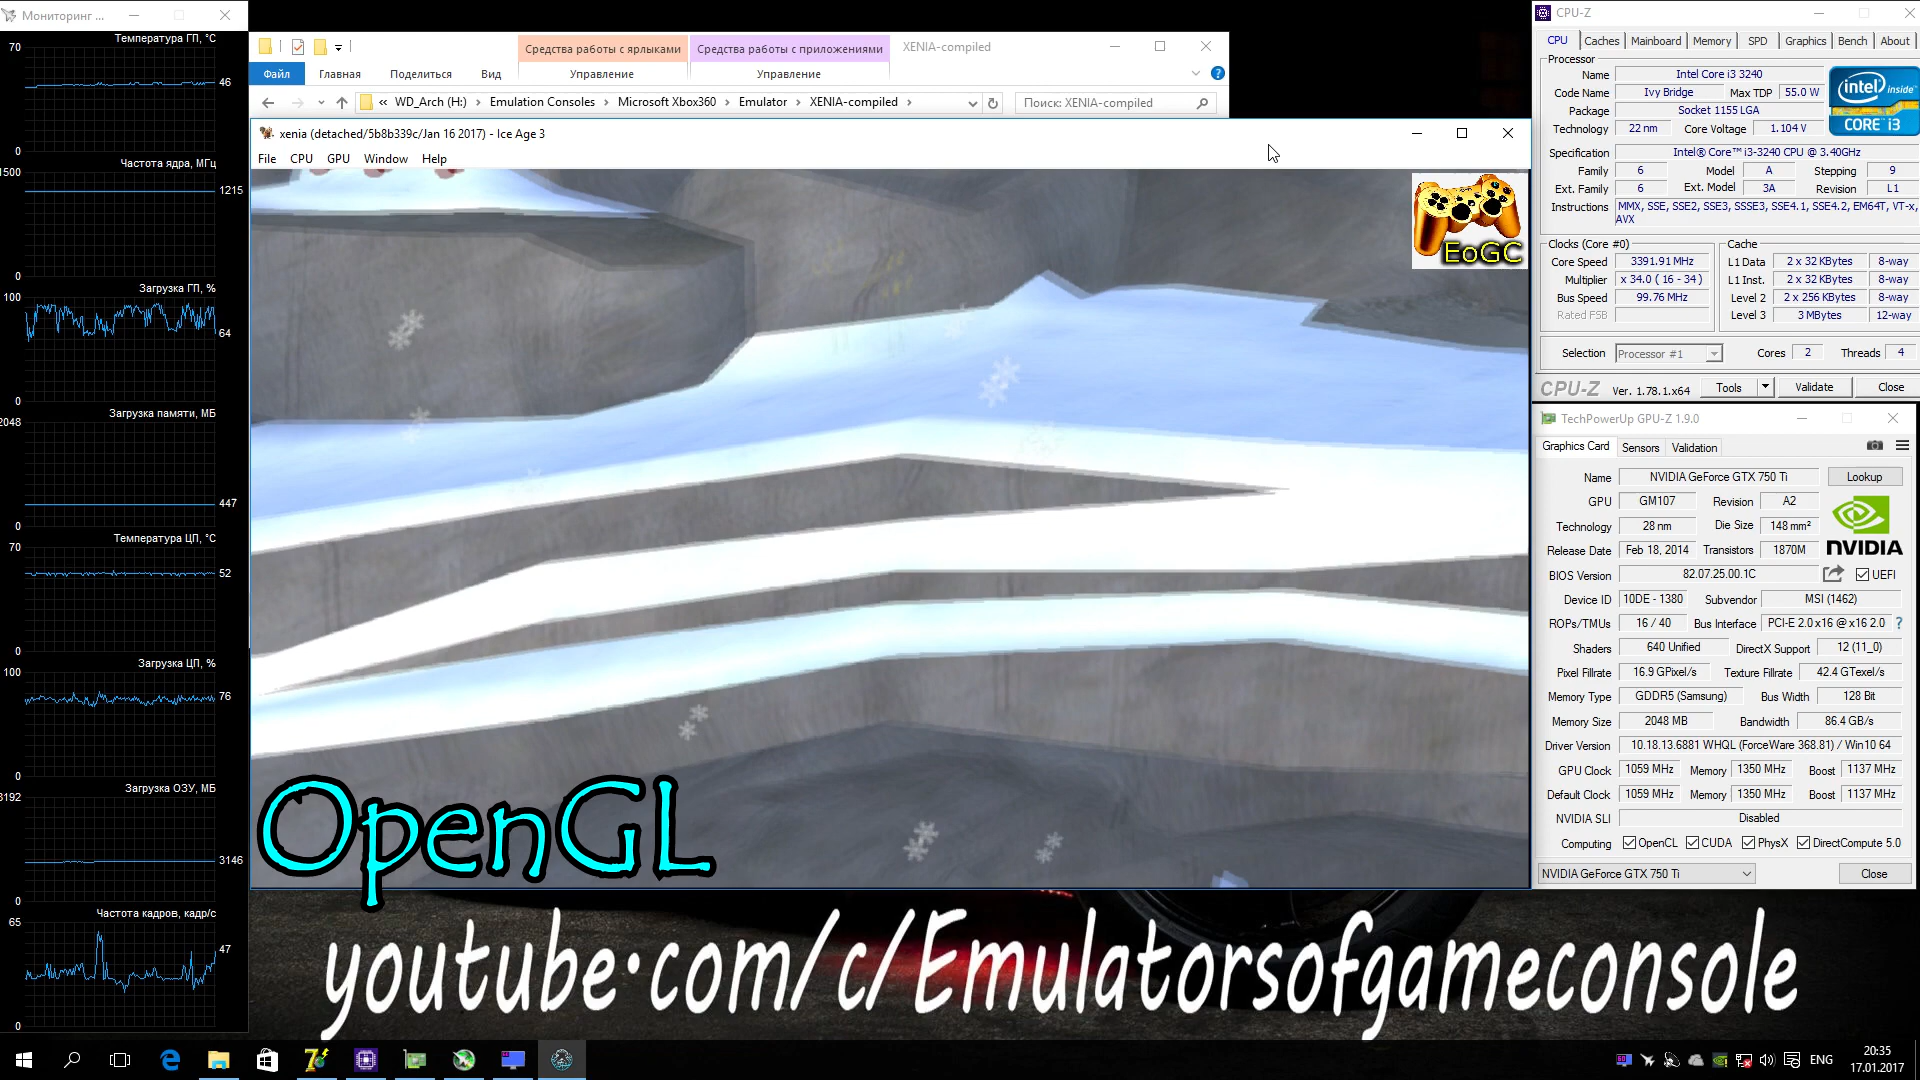 Мониторинг ...
Температура ГП, °C
70
46
0
Частота ядра, МГц
1500
1215
0
Загрузка ГП, %
100
64
0
Загрузка памяти, МБ
2048
447
0
Температура ЦП, °C
70
52
0
Загрузка ЦП, %
100
76
0
Загрузка ОЗУ, МБ
3146
0
Частота кадров, кадр/с
65
47
0
Средства работы с ярлыками
Средства работы с приложениями
XENIA-compiled
Файл
Главная
Поделиться
Вид
Управление
Управление
« WD_Arch (H:) > Emulation Consoles > Microsoft Xbox360 > Emulator > XENIA-compiled >
Поиск: XENIA-compiled
xenia (detached/5b8b339c/Jan 16 2017) - Ice Age 3
File CPU GPU Window Help
EoGC
OpenGL
youtube.com/c/Emulatorsofgameconsole
CPU-Z
CPU Caches Mainboard Memory SPD Graphics Bench About
Processor
Name Intel Core i3 3240
Code Name Ivy Bridge Max TDP 55.0 W
Package Socket 1155 LGA
Technology 22 nm Core Voltage 1.104 V
intel inside™
CORE i3
Specification Intel® Core™ i3-3240 CPU @ 3.40GHz
Family 6 Model A Stepping 9
Ext. Family 6 Ext. Model 3A Revision L1
Instructions MMX, SSE, SSE2, SSE3, SSSE3, SSE4.1, SSE4.2, EM64T, VT-x,
AVX
Clocks (Core #0)
Core Speed 3391.91 MHz
Multiplier x 34.0 ( 16 - 34 )
Bus Speed 99.76 MHz
Rated FSB
Cache
L1 Data 2 x 32 KBytes 8-way
L1 Inst. 2 x 32 KBytes 8-way
Level 2 2 x 256 KBytes 8-way
Level 3 3 MBytes 12-way
Selection Processor #1 Cores 2 Threads 4
CPU-Z Ver. 1.78.1.x64 Tools Validate Close
TechPowerUp GPU-Z 1.9.0
Graphics Card Sensors Validation
Name NVIDIA GeForce GTX 750 Ti Lookup
GPU GM107 Revision A2
Technology 28 nm Die Size 148 mm²
Release Date Feb 18, 2014 Transistors 1870M
NVIDIA
BIOS Version 82.07.25.00.1C UEFI
Device ID 10DE - 1380 Subvendor MSI (1462)
ROPs/TMUs 16 / 40 Bus Interface PCI-E 2.0 x16 @ x16 2.0 ?
Shaders 640 Unified DirectX Support 12 (11_0)
Pixel Fillrate 16.9 GPixel/s Texture Fillrate 42.4 GTexel/s
Memory Type GDDR5 (Samsung) Bus Width 128 Bit
Memory Size 2048 MB Bandwidth 86.4 GB/s
Driver Version 10.18.13.6881 WHQL (ForceWare 368.81) / Win10 64
GPU Clock 1059 MHz Memory 1350 MHz Boost 1137 MHz
Default Clock 1059 MHz Memory 1350 MHz Boost 1137 MHz
NVIDIA SLI Disabled
Computing OpenCL CUDA PhysX DirectCompute 5.0
NVIDIA GeForce GTX 750 Ti Close
ENG
20:35
17.01.2017